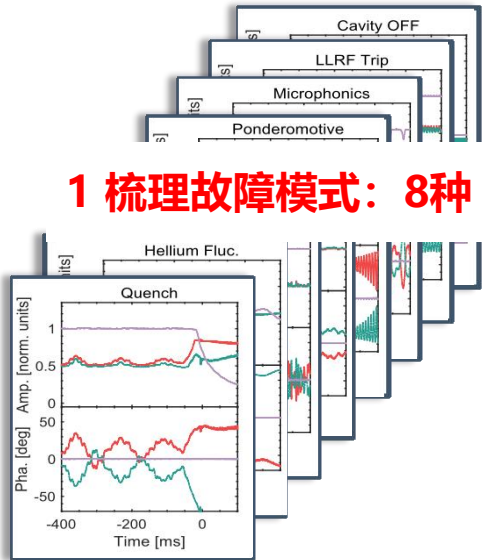 Cavity OFF
LLRF Trip
Microphonics
Ponderomotive
1 梳理故障模式：8种
Hellium Fluc.
Quench
Amp. [norm. units]
1
0.5
0
Pha. [deg]
50
0
-50
-400 -200 0
Time [ms]